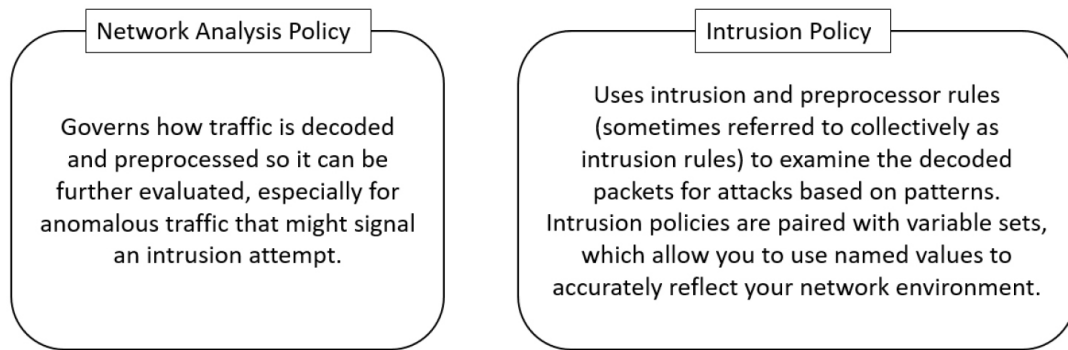 Network Analysis Policy
Governs how traffic is decoded
and preprocessed so it can be
further evaluated, especially for
anomalous traffic that might signal
an intrusion attempt.
Intrusion Policy
Uses intrusion and preprocessor rules
(sometimes referred to collectively as
intrusion rules) to examine the decoded
packets for attacks based on patterns.
Intrusion policies are paired with variable sets,
which allow you to use named values to
accurately reflect your network environment.